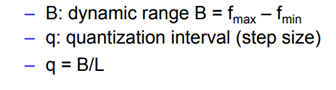 – B: dynamic range B = fmax – fmin
– q: quantization interval (step size)
– q = B/L